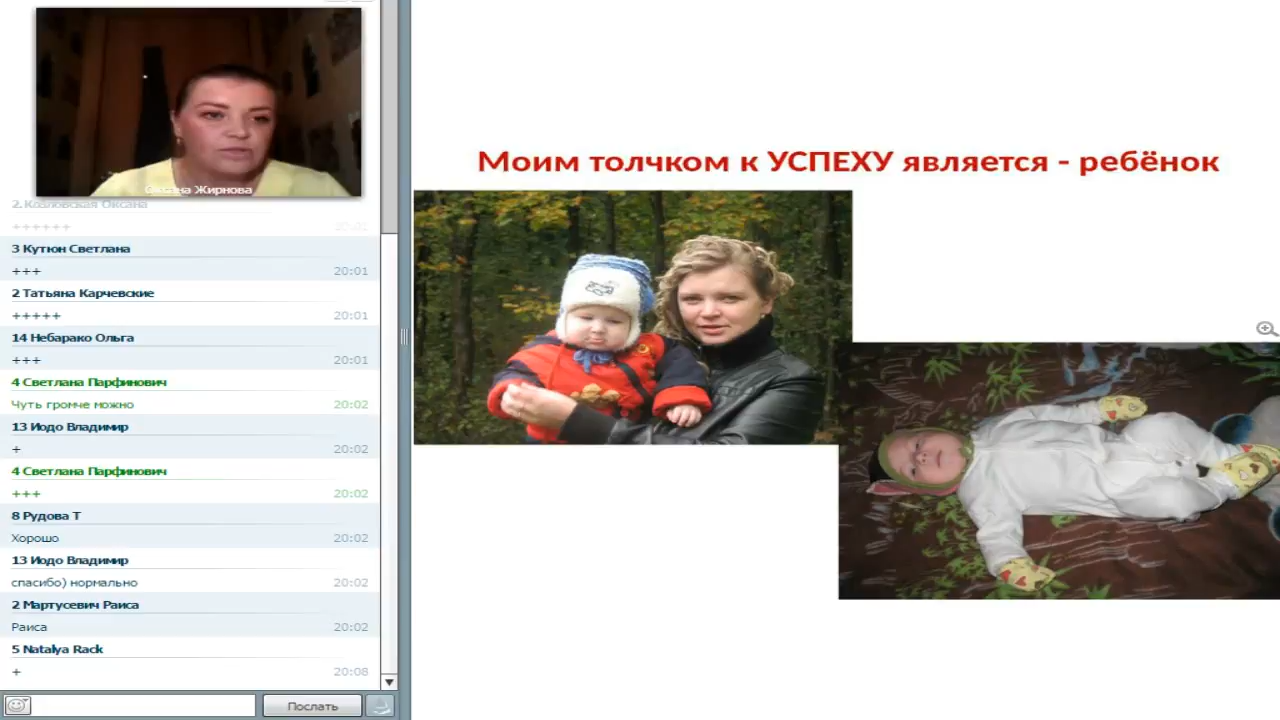 Оксана Жирнова
2. Козловская Оксана
++++++ 20:01
3 Кутюн Светлана
+++ 20:01
2 Татьяна Карчевские
+++++ 20:01
14 Небарако Ольга
+++ 20:01
4 Светлана Парфинович
Чуть громче можно 20:02
13 Иодо Владимир
+ 20:02
4 Светлана Парфинович
+++ 20:02
8 Рудова Т
Хорошо 20:02
13 Иодо Владимир
спасибо) нормально 20:02
2 Мартусевич Раиса
Раиса 20:02
5 Natalya Rack
+ 20:08
Послать
Моим толчком к УСПЕХУ является - ребёнок